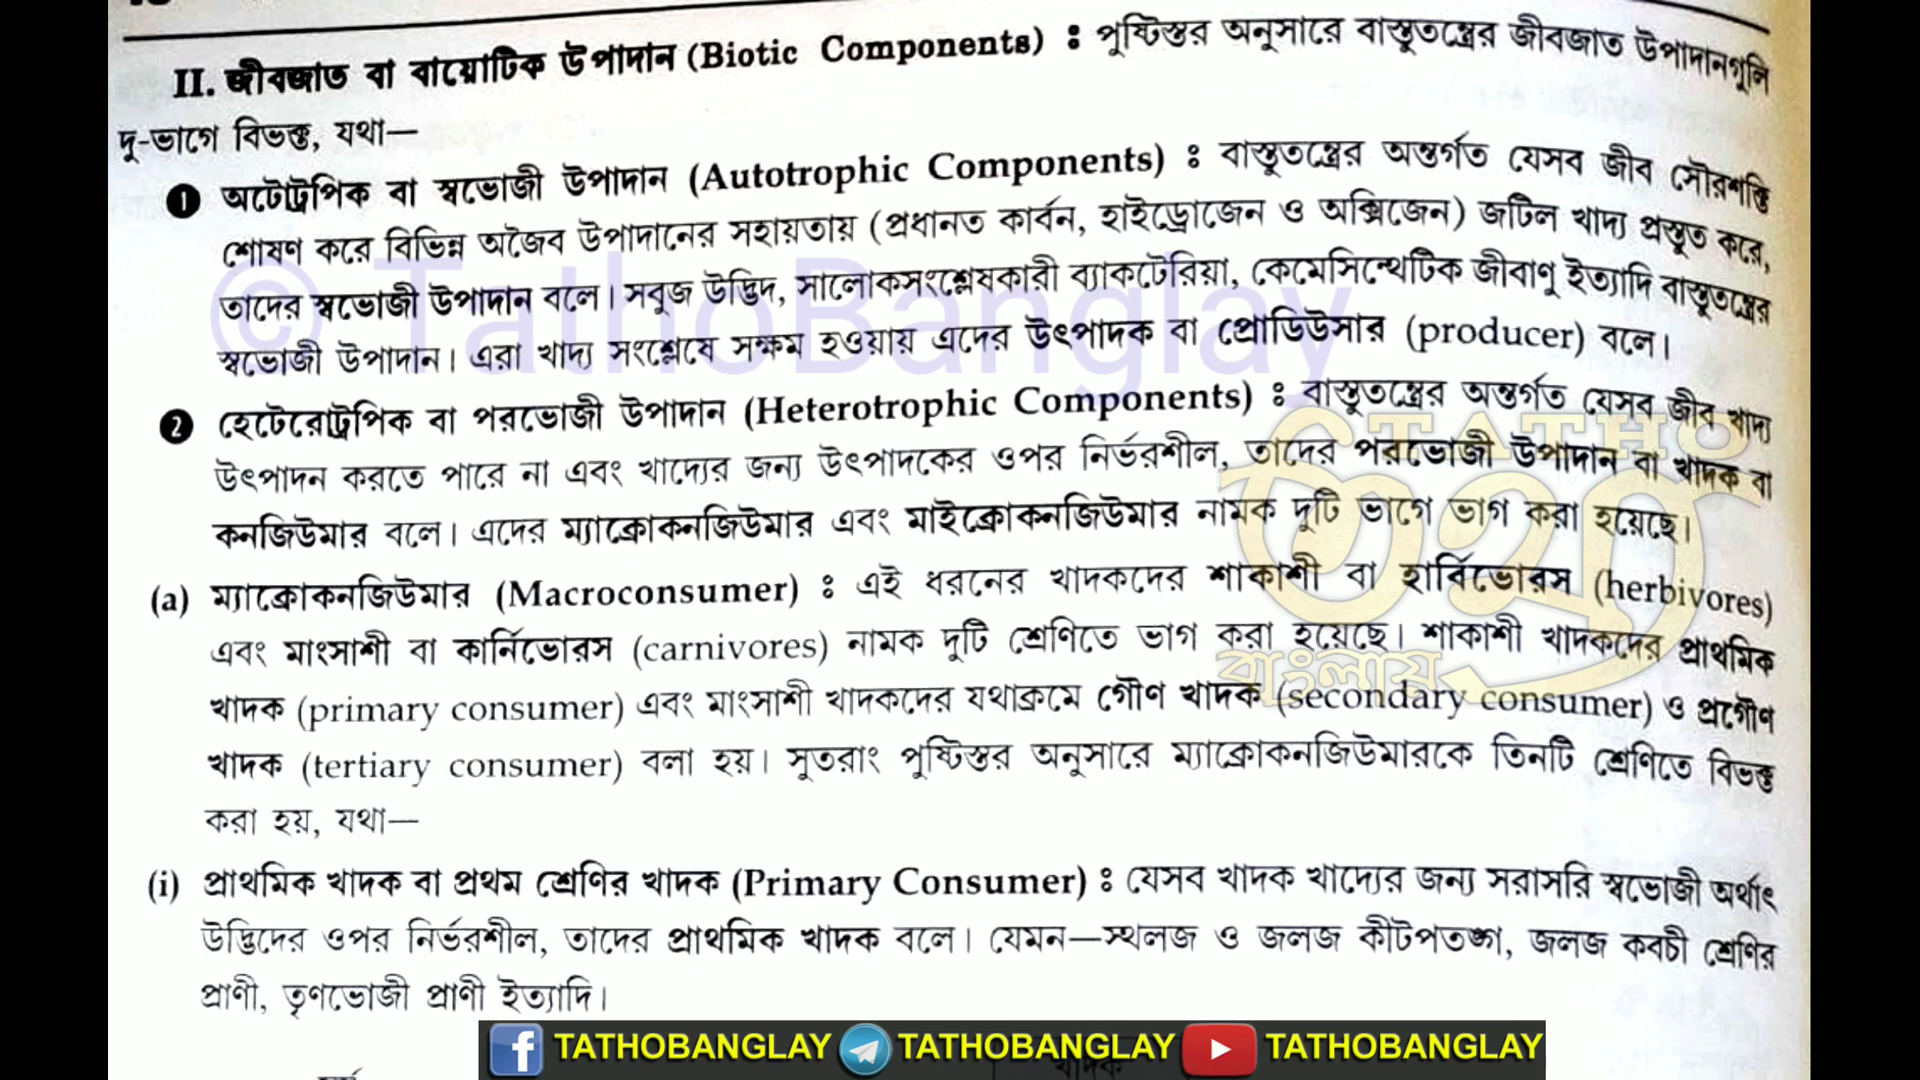 II. জীবজাত বা বায়োটিক উপাদান (Biotic Components) : পুষ্টিস্তর অনুসারে বাস্তুতন্ত্রের জীবজাত উপাদানগুলি
দু-ভাগে বিভক্ত, যথা—
❶ অটোট্রপিক বা স্বভোজী উপাদান (Autotrophic Components) : বাস্তুতন্ত্রের অন্তর্গত যেসব জীব সৌরশক্তি
শোষণ করে বিভিন্ন অজৈব উপাদানের সহায়তায় (প্রধানত কার্বন, হাইড্রোজেন ও অক্সিজেন) জটিল খাদ্য প্রস্তুত করে,
তাদের স্বভোজী উপাদান বলে। সবুজ উদ্ভিদ, সালোকসংশ্লেষকারী ব্যাকটেরিয়া, কেমোসিন্থেটিক জীবাণু ইত্যাদি বাস্তুতন্ত্রের
স্বভোজী উপাদান। এরা খাদ্য সংশ্লেষে সক্ষম হওয়ায় এদের উৎপাদক বা প্রোডিউসার (producer) বলে।
© TathoBanglay
❷ হেটেরোট্রপিক বা পরভোজী উপাদান (Heterotrophic Components) : বাস্তুতন্ত্রের অন্তর্গত যেসব জীব খাদ্য
উৎপাদন করতে পারে না এবং খাদ্যের জন্য উৎপাদকের ওপর নির্ভরশীল, তাদের পরভোজী উপাদান বা খাদক বা
কনজিউমার বলে। এদের ম্যাক্রোকনজিউমার এবং মাইক্রোকনজিউমার নামক দুটি ভাগে ভাগ করা হয়েছে।
TATHO
তথ্য
বাংলায়
(a) ম্যাক্রোকনজিউমার (Macroconsumer) : এই ধরনের খাদকদের শাকাশী বা হার্বিভোরস (herbivores)
এবং মাংসাশী বা কার্নিভোরস (carnivores) নামক দুটি শ্রেণিতে ভাগ করা হয়েছে। শাকাশী খাদকদের প্রাথমিক
খাদক (primary consumer) এবং মাংসাশী খাদকদের যথাক্রমে গৌণ খাদক (secondary consumer) ও প্রগৌণ
খাদক (tertiary consumer) বলা হয়। সুতরাং পুষ্টিস্তর অনুসারে ম্যাক্রোকনজিউমারকে তিনটি শ্রেণিতে বিভক্ত
করা হয়, যথা—
(i) প্রাথমিক খাদক বা প্রথম শ্রেণির খাদক (Primary Consumer) : যেসব খাদক খাদ্যের জন্য সরাসরি স্বভোজী অর্থাৎ
উদ্ভিদের ওপর নির্ভরশীল, তাদের প্রাথমিক খাদক বলে। যেমন—স্থলজ ও জলজ কীটপতঙ্গ, জলজ কবচী শ্রেণির
প্রাণী, তৃণভোজী প্রাণী ইত্যাদি।
TATHOBANGLAY TATHOBANGLAY TATHOBANGLAY